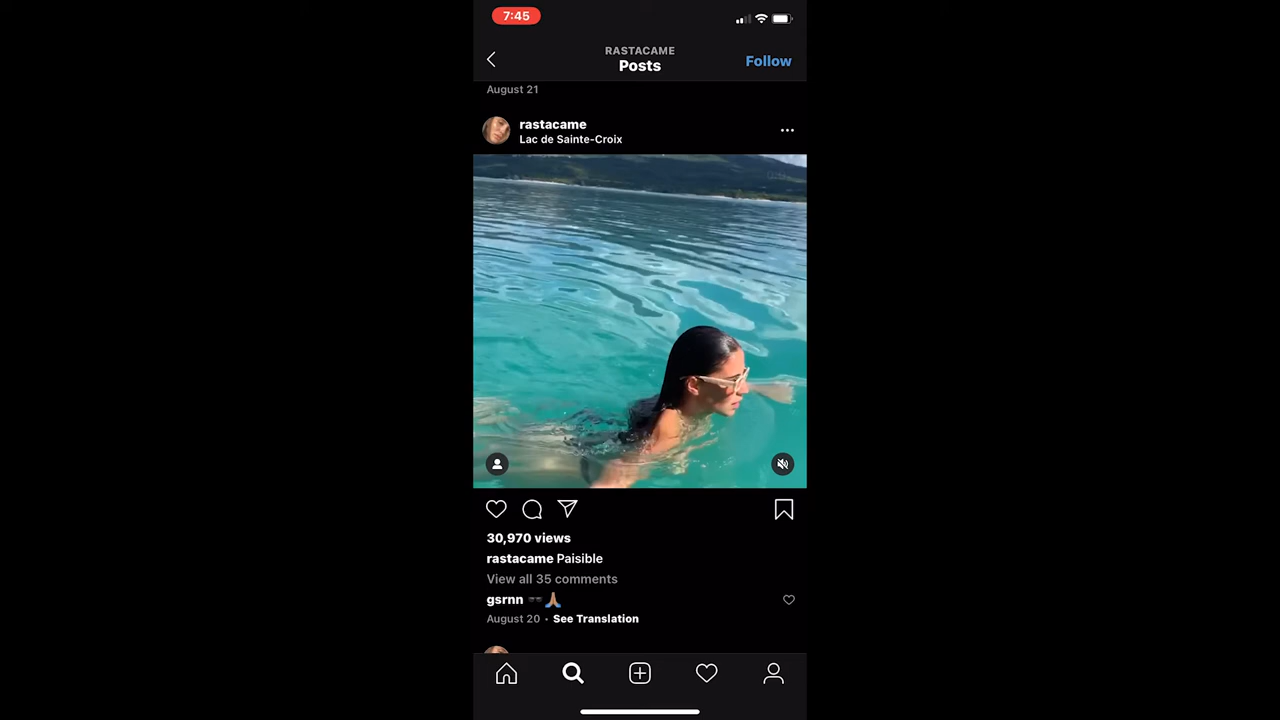 7:45
RASTACAME
Posts
Follow
August 21
rastacame
Lac de Sainte-Croix
30,970 views
rastacame Paisible
View all 35 comments
gsrnn 🕶️🙏🏽
August 20 • See Translation